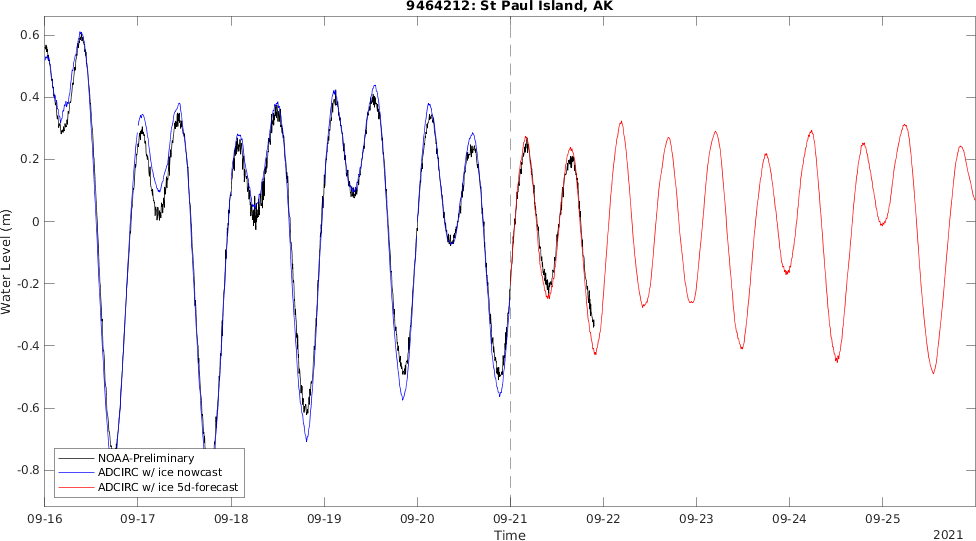 9464212: St Paul Island, AK
Water Level (m)
0.6
0.4
0.2
0
-0.2
-0.4
-0.6
-0.8
NOAA-Preliminary
ADCIRC w/ ice nowcast
ADCIRC w/ ice 5d-forecast
09-16 09-17 09-18 09-19 09-20 09-21 09-22 09-23 09-24 09-25
Time
2021